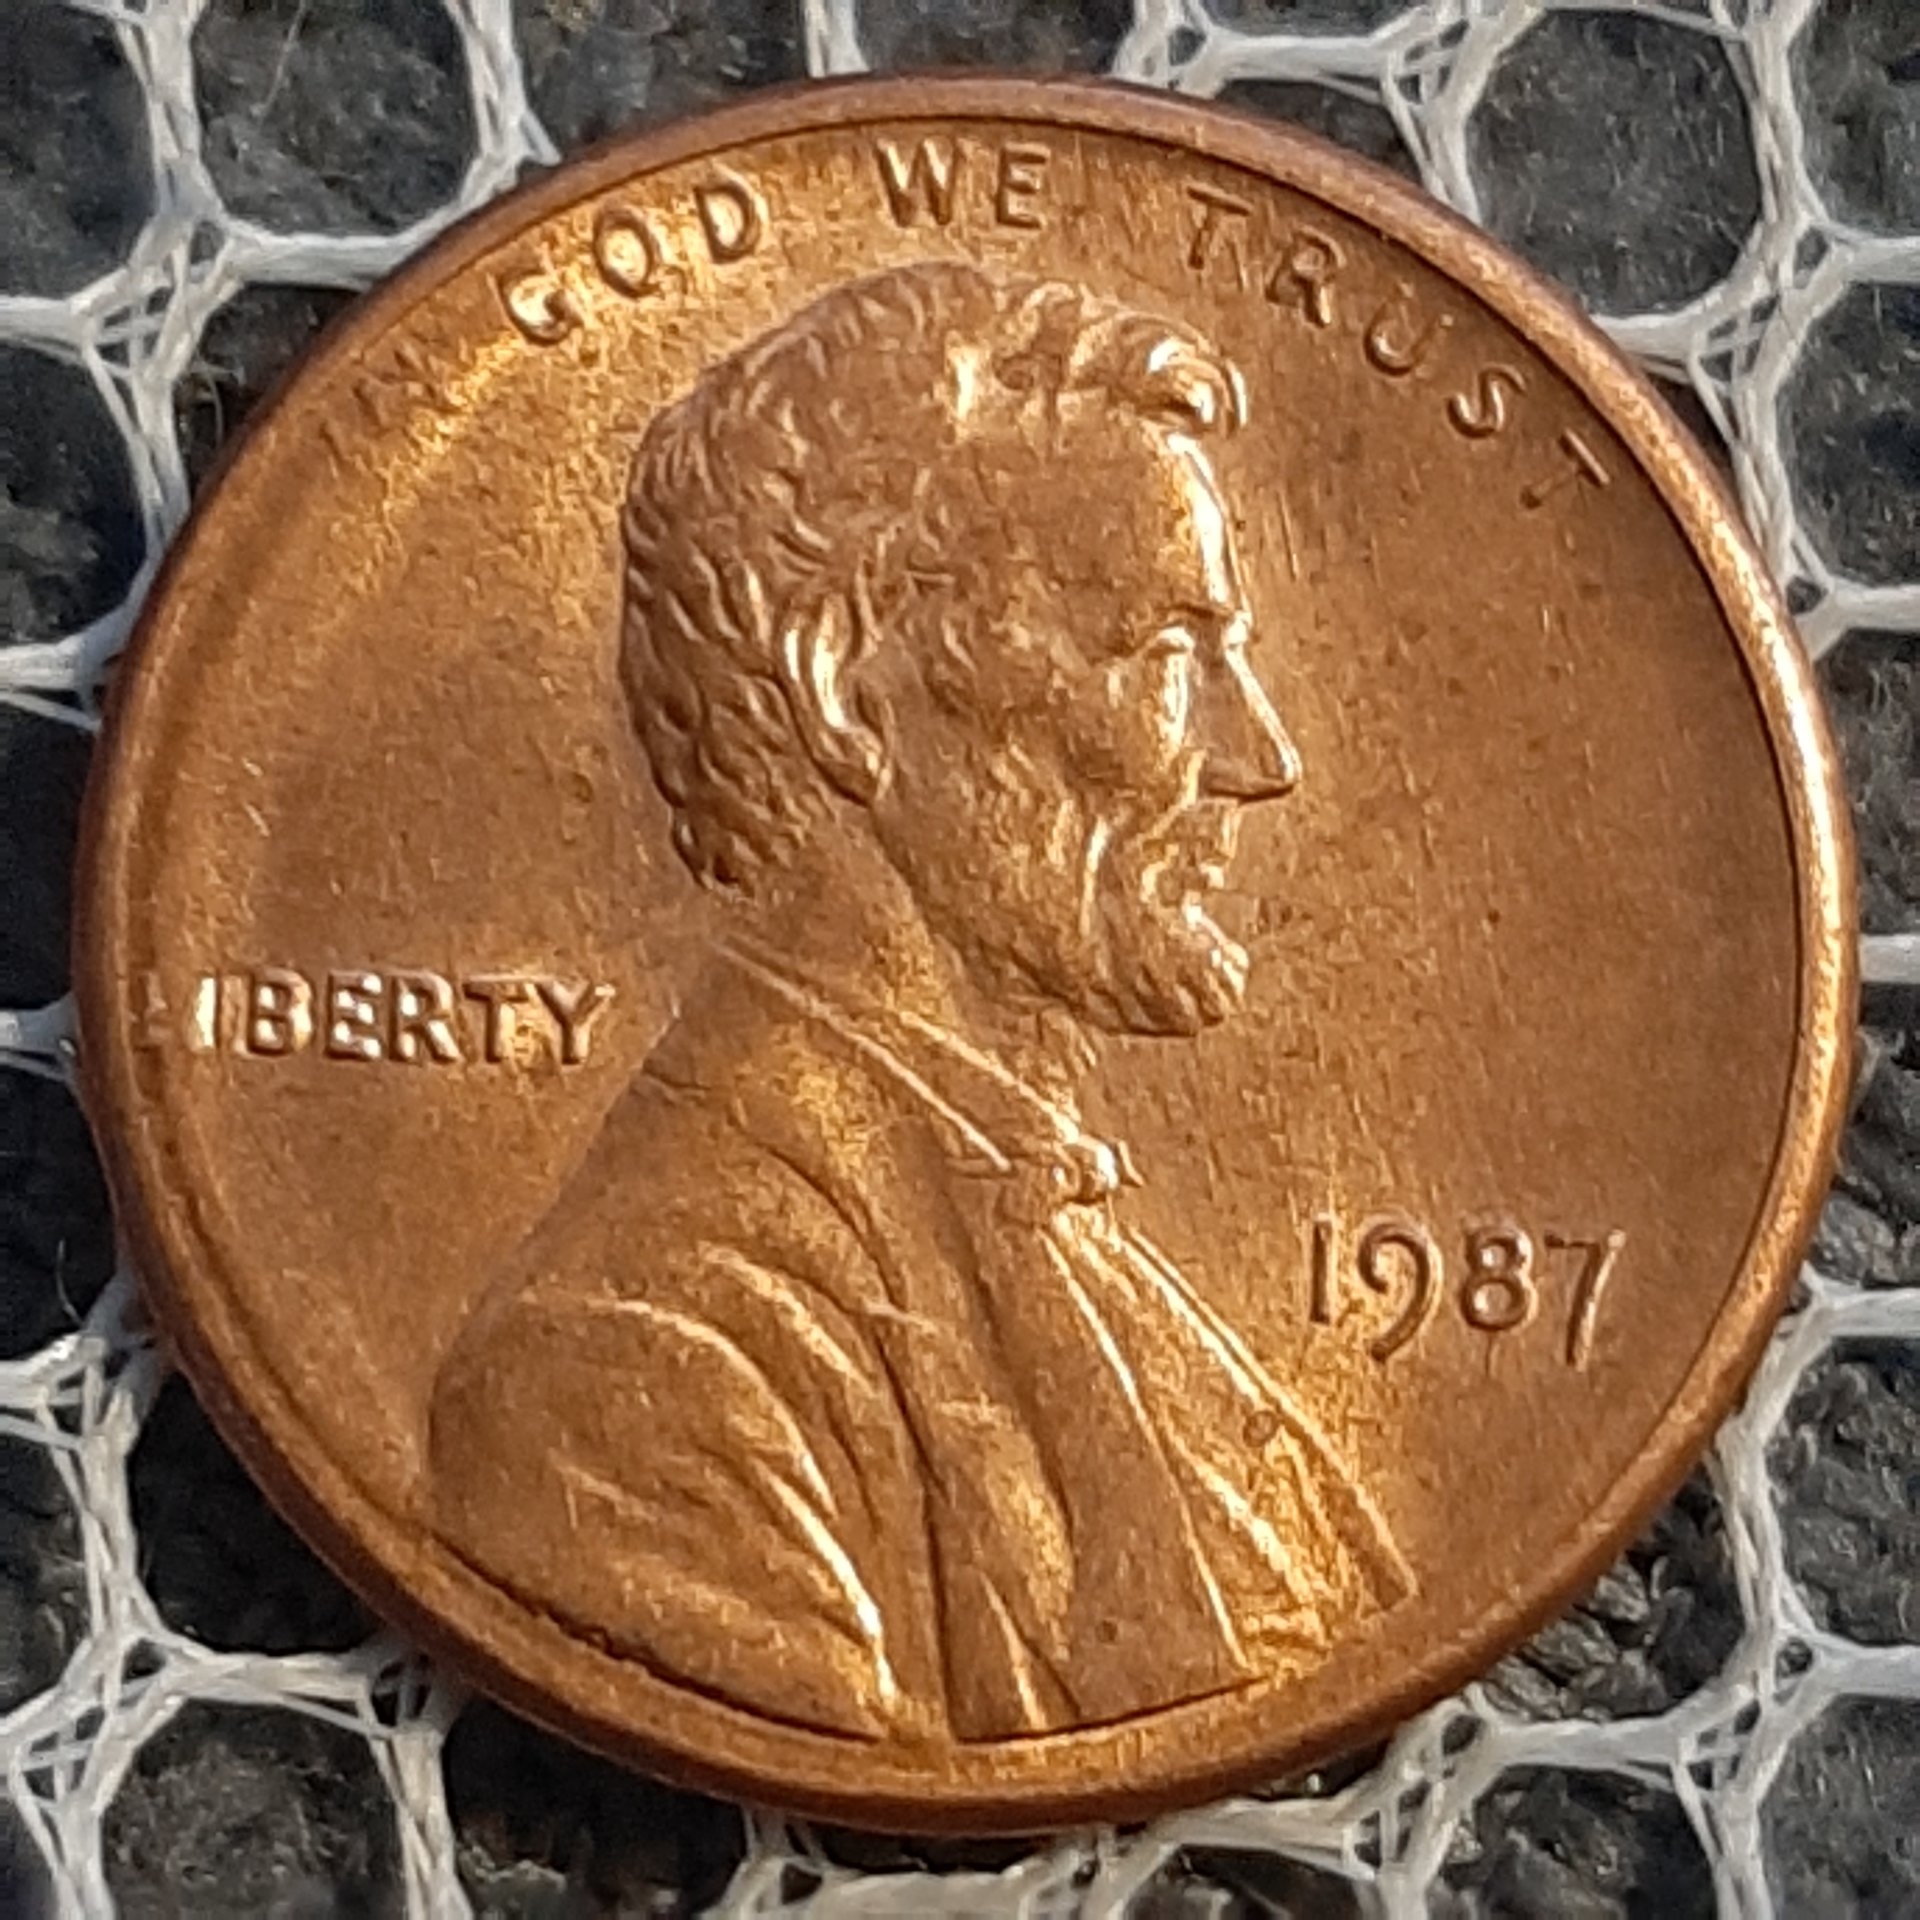 IN GOD WE TRUST
LIBERTY
1987